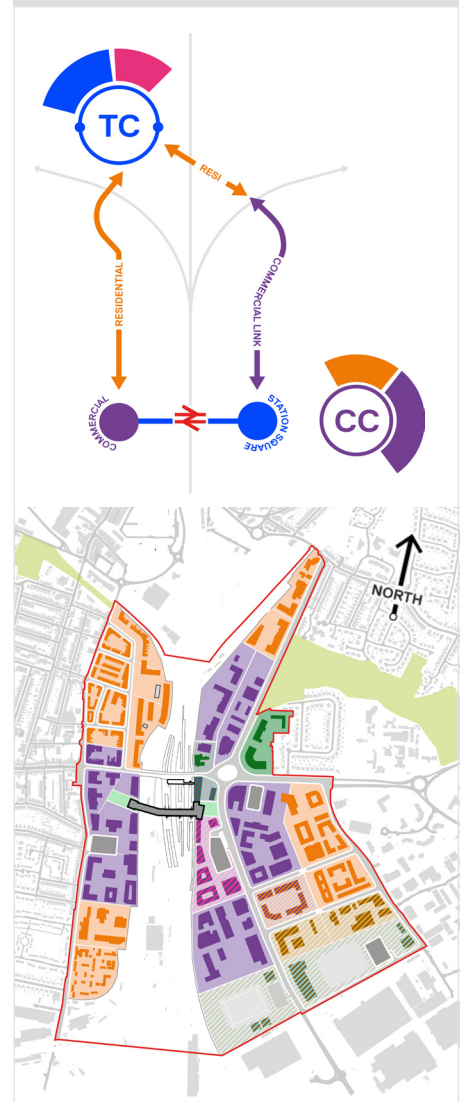 TC
RESI
RESIDENTIAL
COMMERCIAL LINK
COMMERCIAL
STATION SQUARE
CC
NORTH